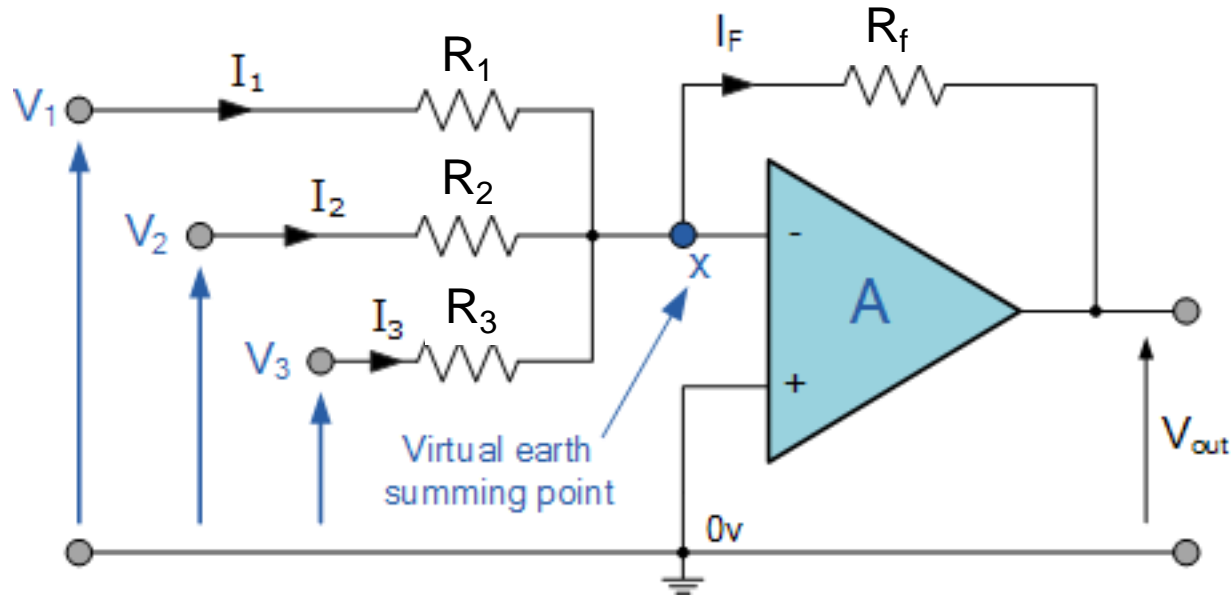 I₁
R₁
I_F
R_f
V₁
I₂
R₂
V₂
-
x
A
I₃
R₃
V₃
+
Virtual earth
summing point
V_out
0v